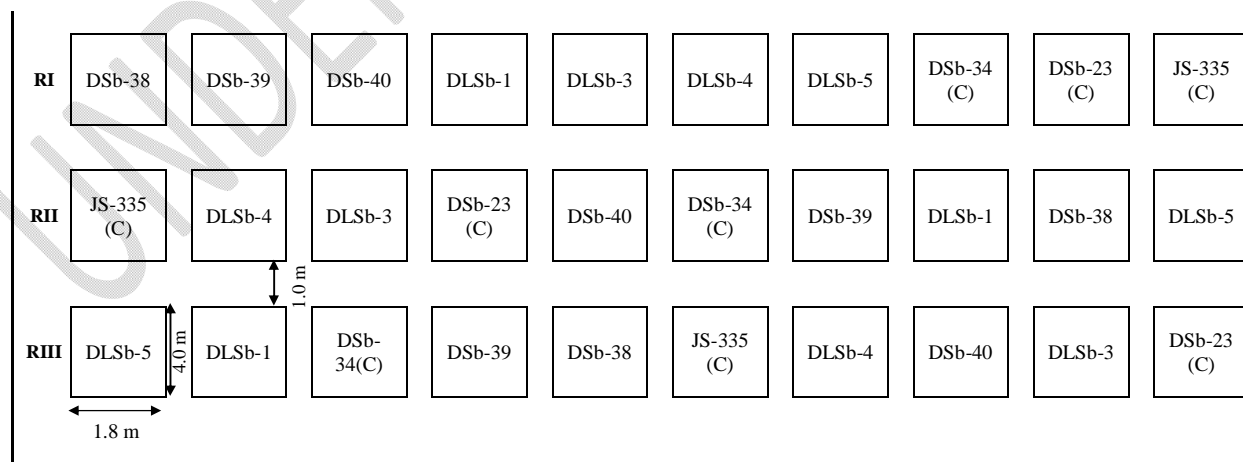 RI DSb-38 DSb-39 DSb-40 DLSb-1 DLSb-3 DLSb-4 DLSb-5 DSb-34 (C) DSb-23 (C) JS-335 (C)
RII JS-335 (C) DLSb-4 DLSb-3 DSb-23 (C) DSb-40 DSb-34 (C) DSb-39 DLSb-1 DSb-38 DLSb-5
1.0 m
RIII DLSb-5 4.0 m DLSb-1 DSb-34(C) DSb-39 DSb-38 JS-335 (C) DLSb-4 DSb-40 DLSb-3 DSb-23 (C)
1.8 m
UNDE